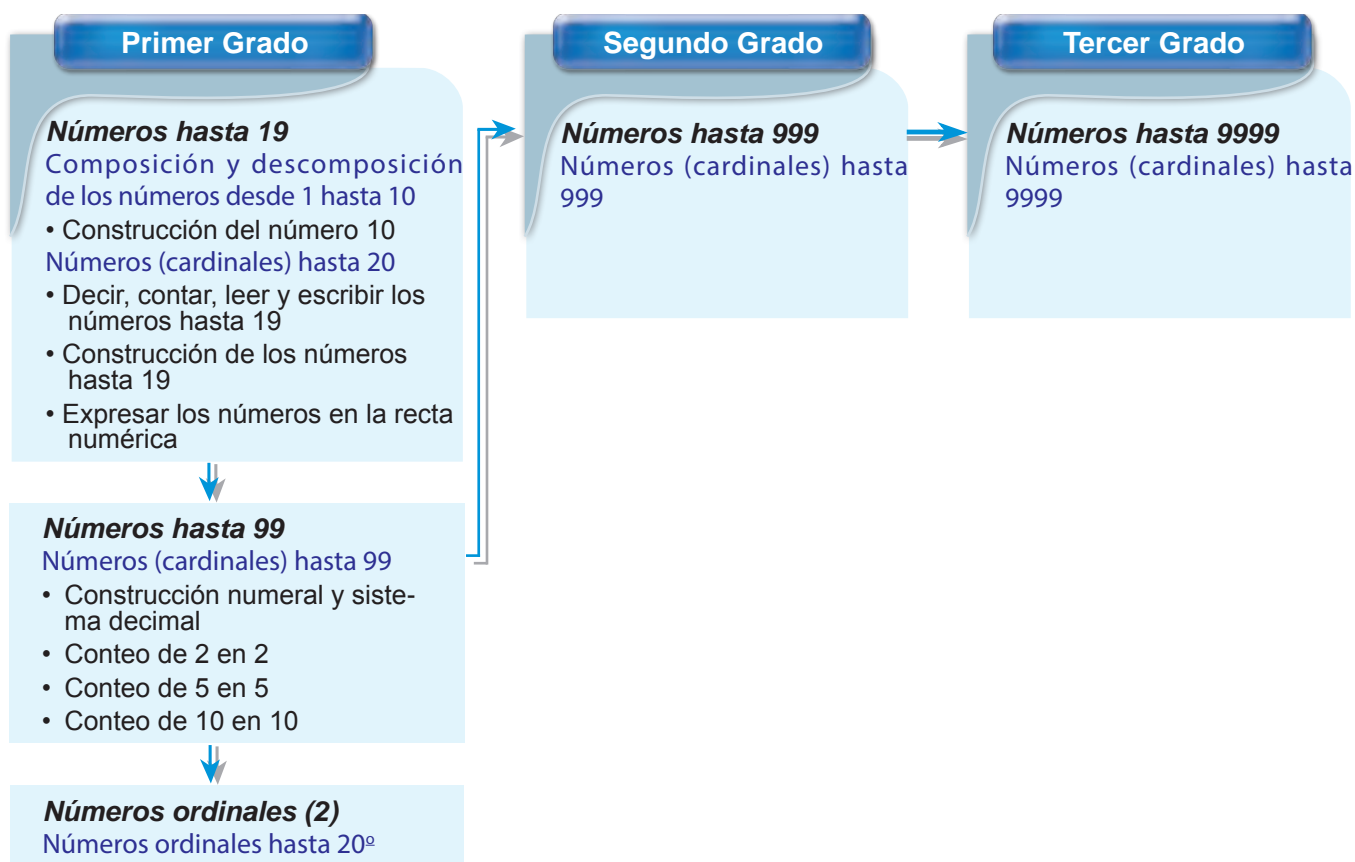 Primer Grado
Números hasta 19
Composición y descomposición
de los números desde 1 hasta 10
• Construcción del número 10
Números (cardinales) hasta 20
• Decir, contar, leer y escribir los
números hasta 19
• Construcción de los números
hasta 19
• Expresar los números en la recta
numérica
Números hasta 99
Números (cardinales) hasta 99
• Construcción numeral y siste-
ma decimal
• Conteo de 2 en 2
• Conteo de 5 en 5
• Conteo de 10 en 10
Números ordinales (2)
Números ordinales hasta 20º
Segundo Grado
Números hasta 999
Números (cardinales) hasta
999
Tercer Grado
Números hasta 9999
Números (cardinales) hasta
9999